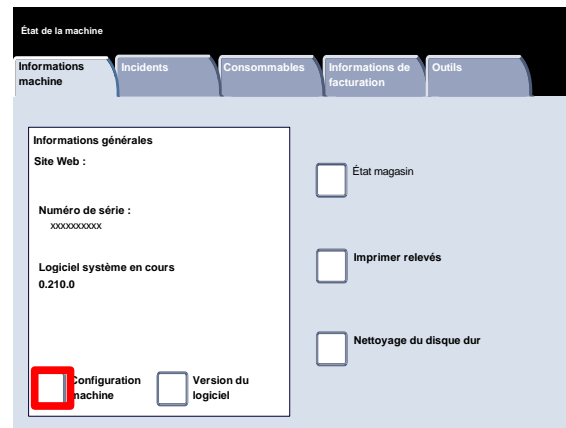 État de la machine
Informations machine
Incidents
Consommables
Informations de facturation
Outils
Informations générales
Site Web :
Numéro de série :
xxxxxxxxxx
Logiciel système en cours
0.210.0
Configuration machine
Version du logiciel
État magasin
Imprimer relevés
Nettoyage du disque dur